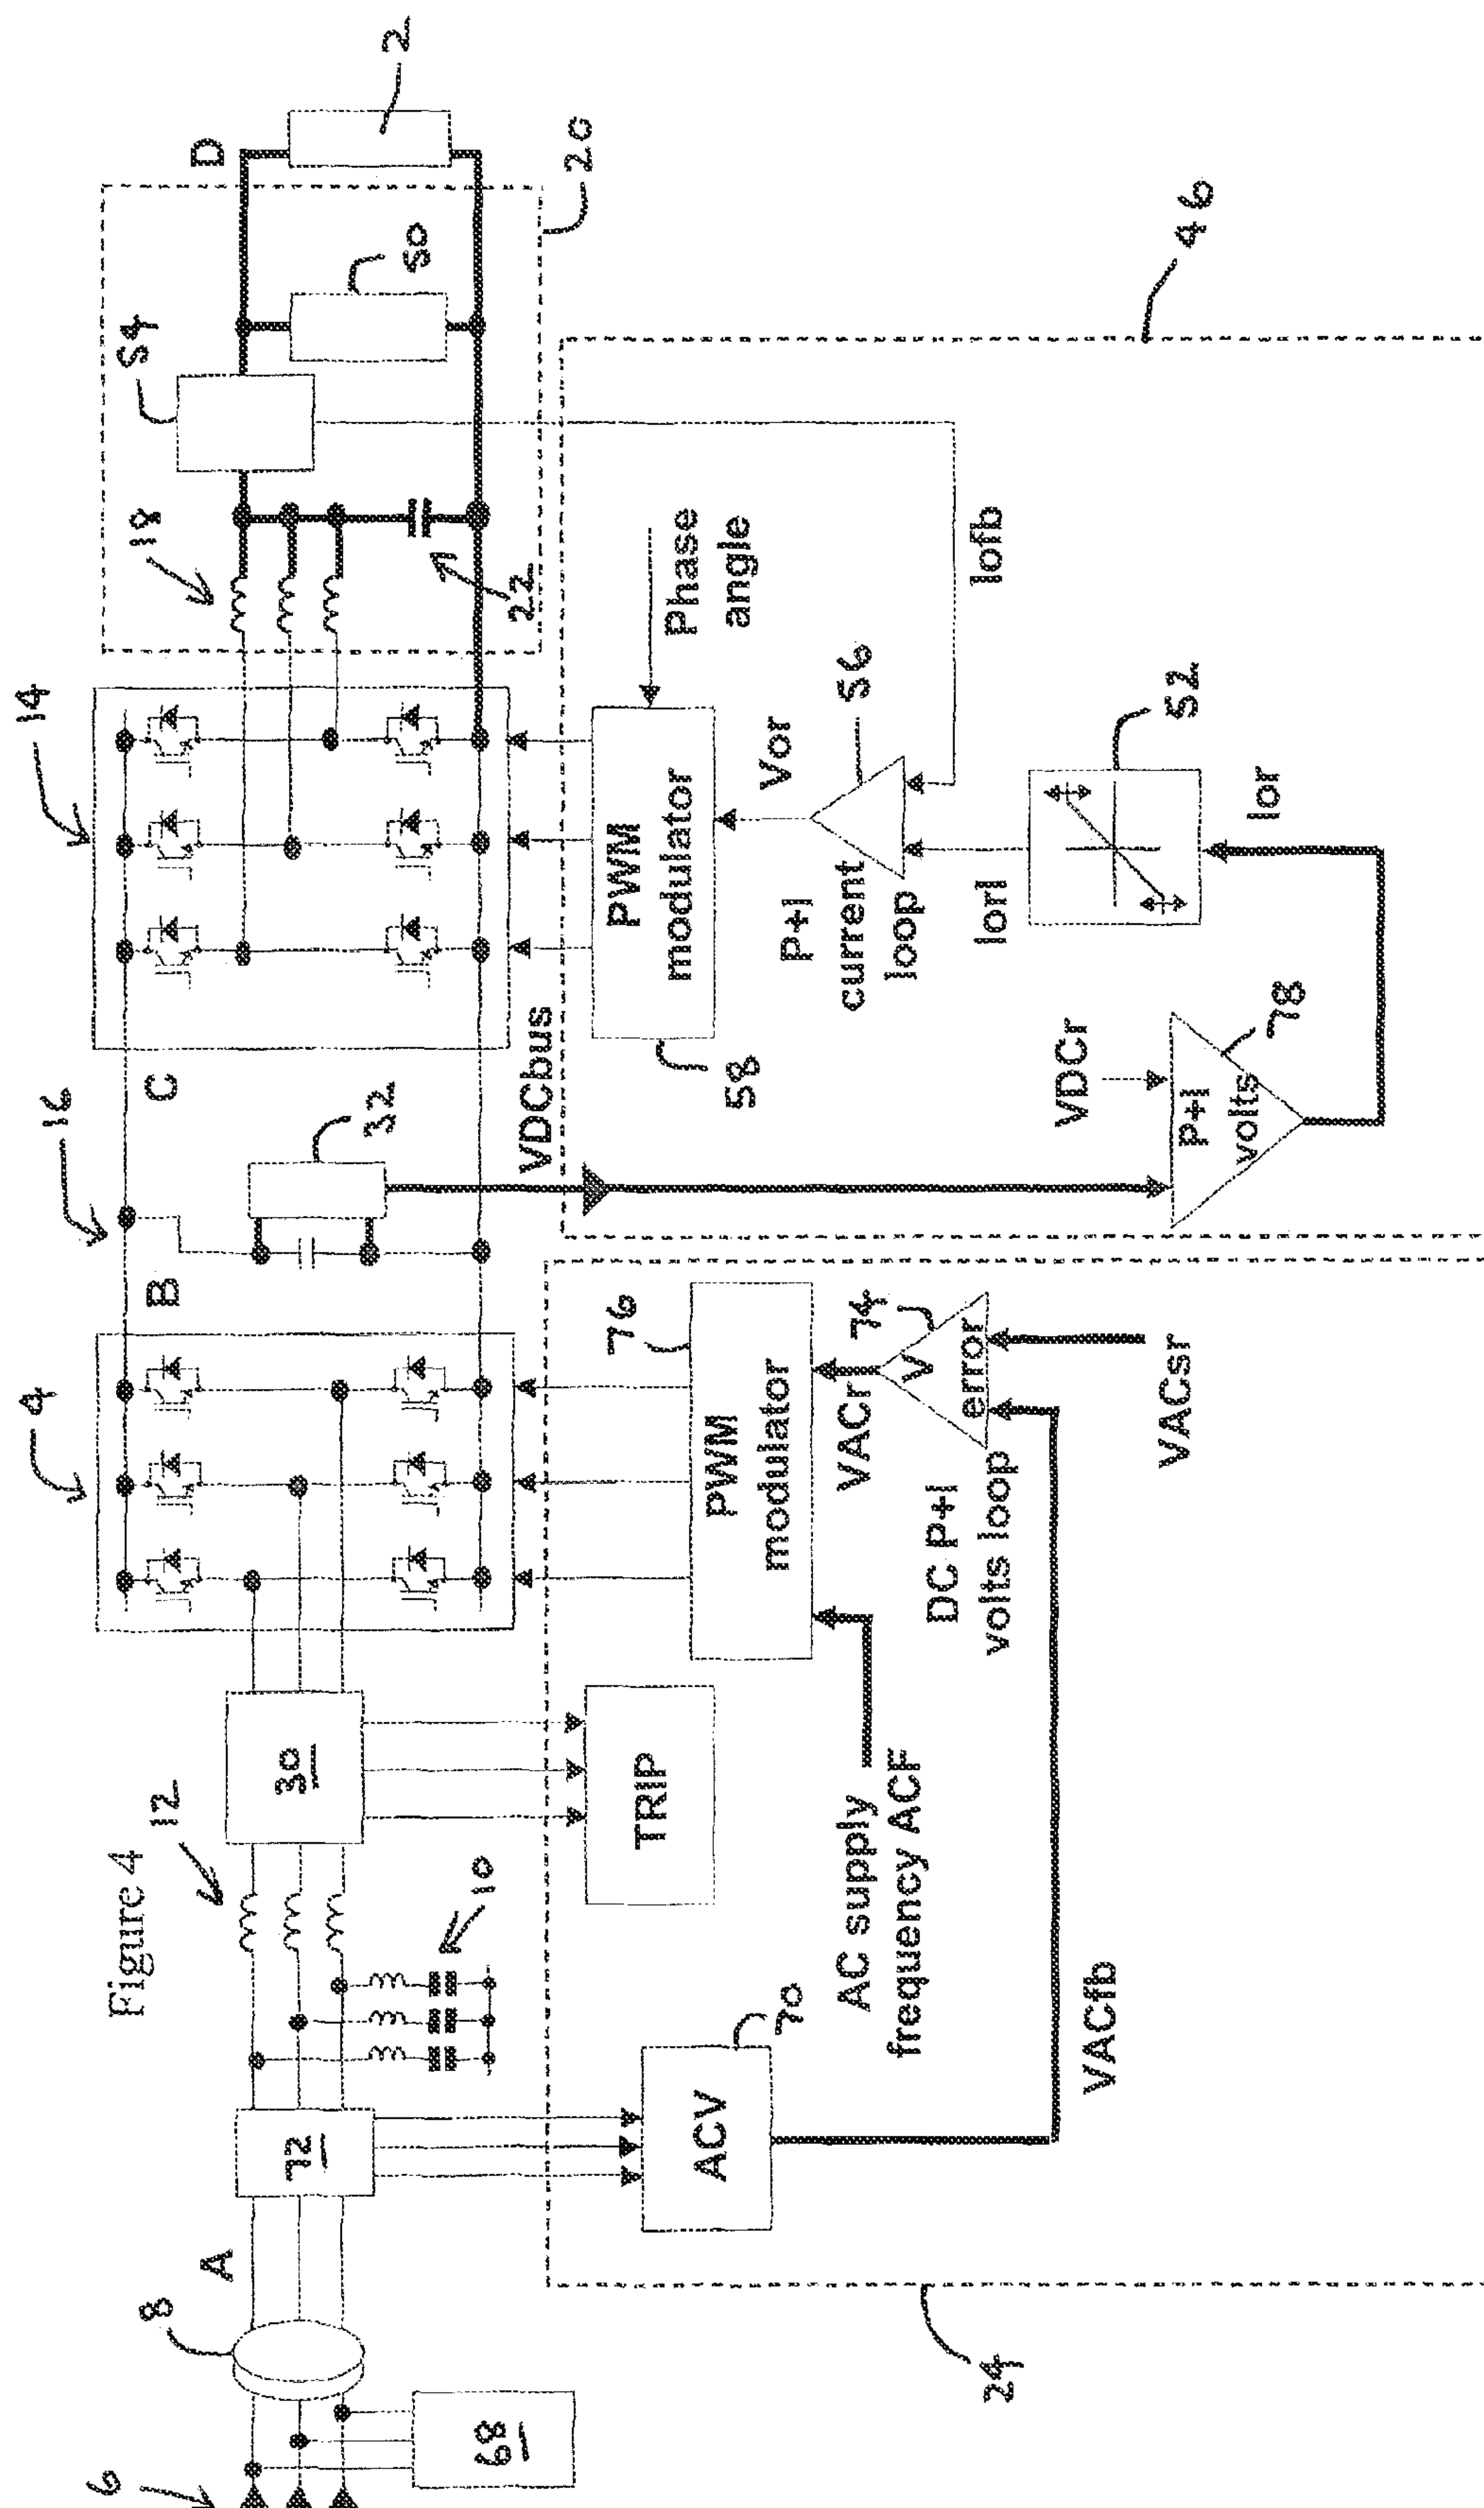 Figure 4
6
8
A
68
72
10
12
30
4
B
16
C
32
14
18
22
54
50
D
2
20
VDCbus
24
ACV
70
TRIP
AC supply
frequency ACF
VACfb
PWM
modulator
76
VACr
V
error
74
DC P+I
volts loop
VACsr
46
PWM
modulator
58
Phase
angle
Vor
56
P+I
current
loop
Iofb
Iorl
52
Ior
VDCr
P+I
volts
78